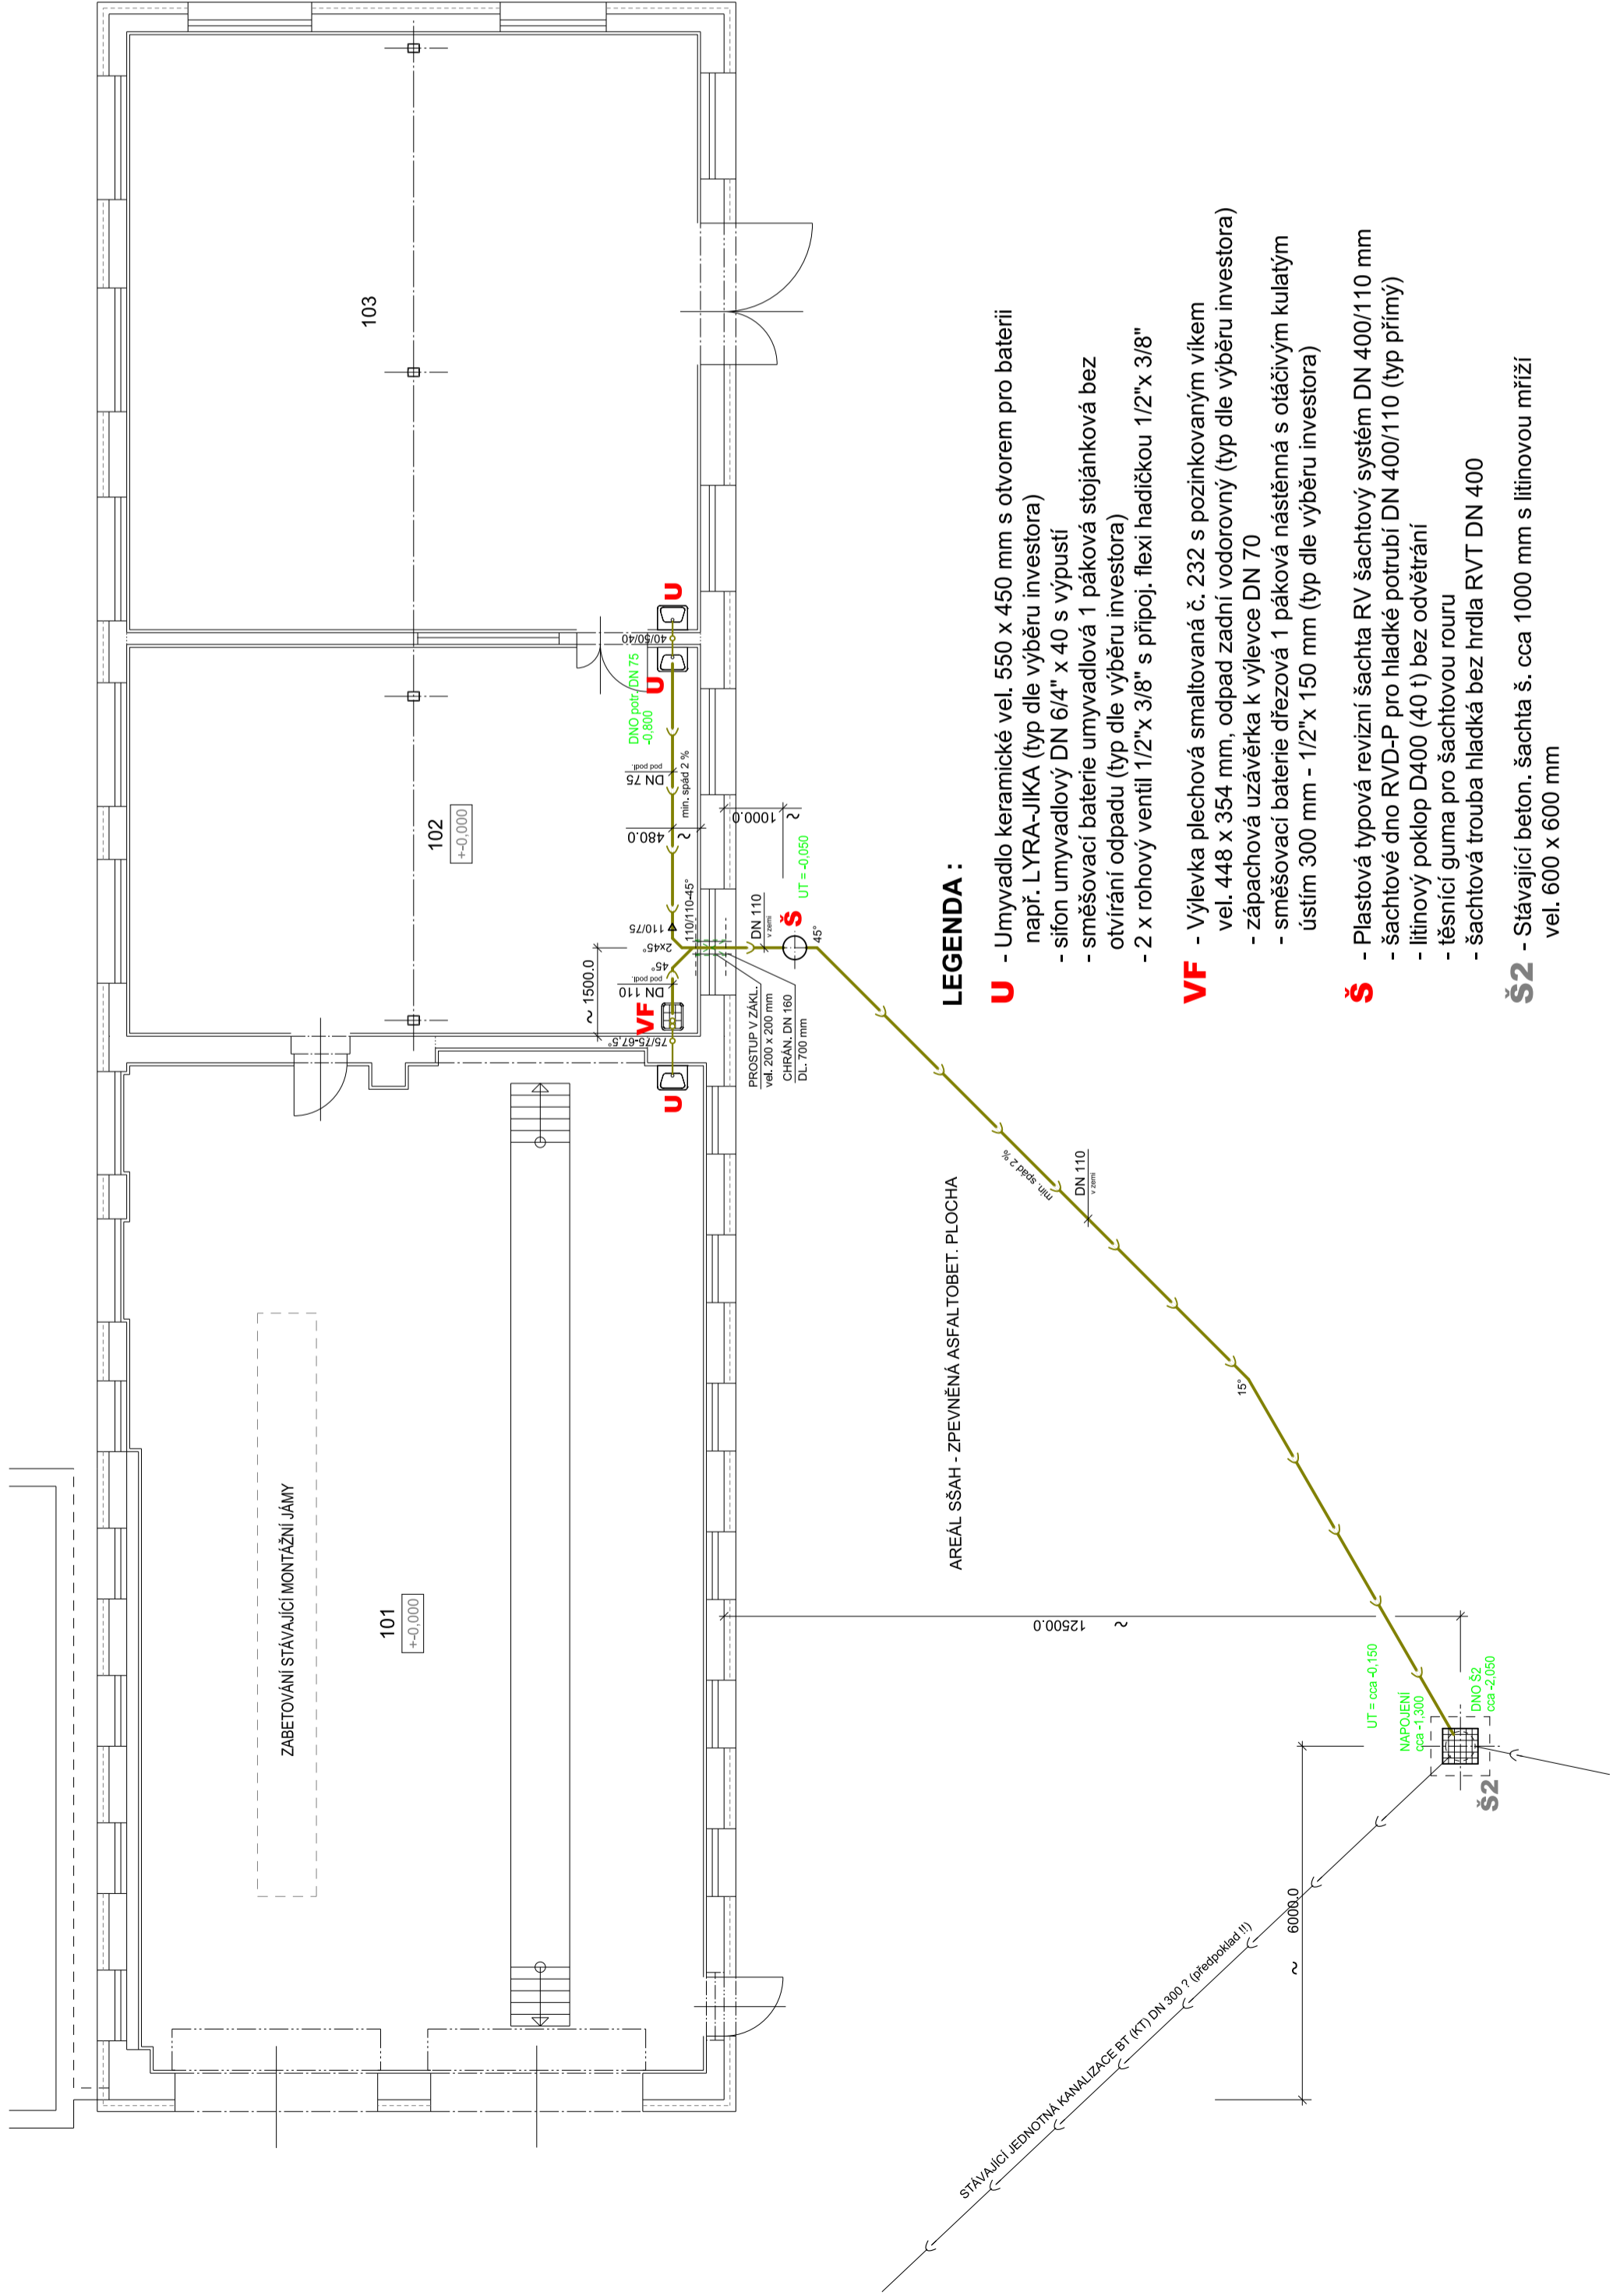 ZABETOVÁNÍ STÁVAJÍCÍ MONTÁŽNÍ JÁMY
101
+-0,000
102
+-0,000
103
U
75/75-67,5°
VF
DN 110
pod podl.
45°
2x45°
110/75
110/110-45°
~ 1500.0
480.0
~
DN 75
pod podl.
min. spád 2 %
DNO potr. DN 75
-0,800
U
40/50/40
U
1000.0
~
PROSTUP V ZÁKL.
vel. 200 x 200 mm
CHRÁN. DN 160
DL. 700 mm
DN 110
v zemi
Š
UT = -0,050
45°
min. spád 2 %
DN 110
v zemi
15°
AREÁL SŠAH - ZPEVNĚNÁ ASFALTOBET. PLOCHA
12500.0
~
UT = cca -0,150
NAPOJENÍ
cca -1,300
DNO Š2
cca -2,050
Š2
6000.0
~
STÁVAJÍCÍ JEDNOTNÁ KANALIZACE BT (KT) DN 300 ? (předpoklad !!)
LEGENDA :
U - Umyvadlo keramické vel. 550 x 450 mm s otvorem pro baterii
např. LYRA-JIKA (typ dle výběru investora)
- sifon umyvadlový DN 6/4" x 40 s výpustí
- směšovací baterie umyvadlová 1 páková stojánková bez
otvírání odpadu (typ dle výběru investora)
- 2 x rohový ventil 1/2"x 3/8" s připoj. flexi hadičkou 1/2"x 3/8"
VF - Výlevka plechová smaltovaná č. 232 s pozinkovaným víkem
vel. 448 x 354 mm, odpad zadní vodorovný (typ dle výběru investora)
- zápachová uzávěrka k výlevce DN 70
- směšovací baterie dřezová 1 páková nástěnná s otáčivým kulatým
ústím 300 mm - 1/2"x 150 mm (typ dle výběru investora)
Š - Plastová typová revizní šachta RV šachtový systém DN 400/110 mm
- šachtové dno RVD-P pro hladké potrubí DN 400/110 (typ přímý)
- litinový poklop D400 (40 t) bez odvětrání
- těsnící guma pro šachtovou rouru
- šachtová trouba hladká bez hrdla RVT DN 400
Š2 - Stávající beton. šachta š. cca 1000 mm s litinovou mříží
vel. 600 x 600 mm